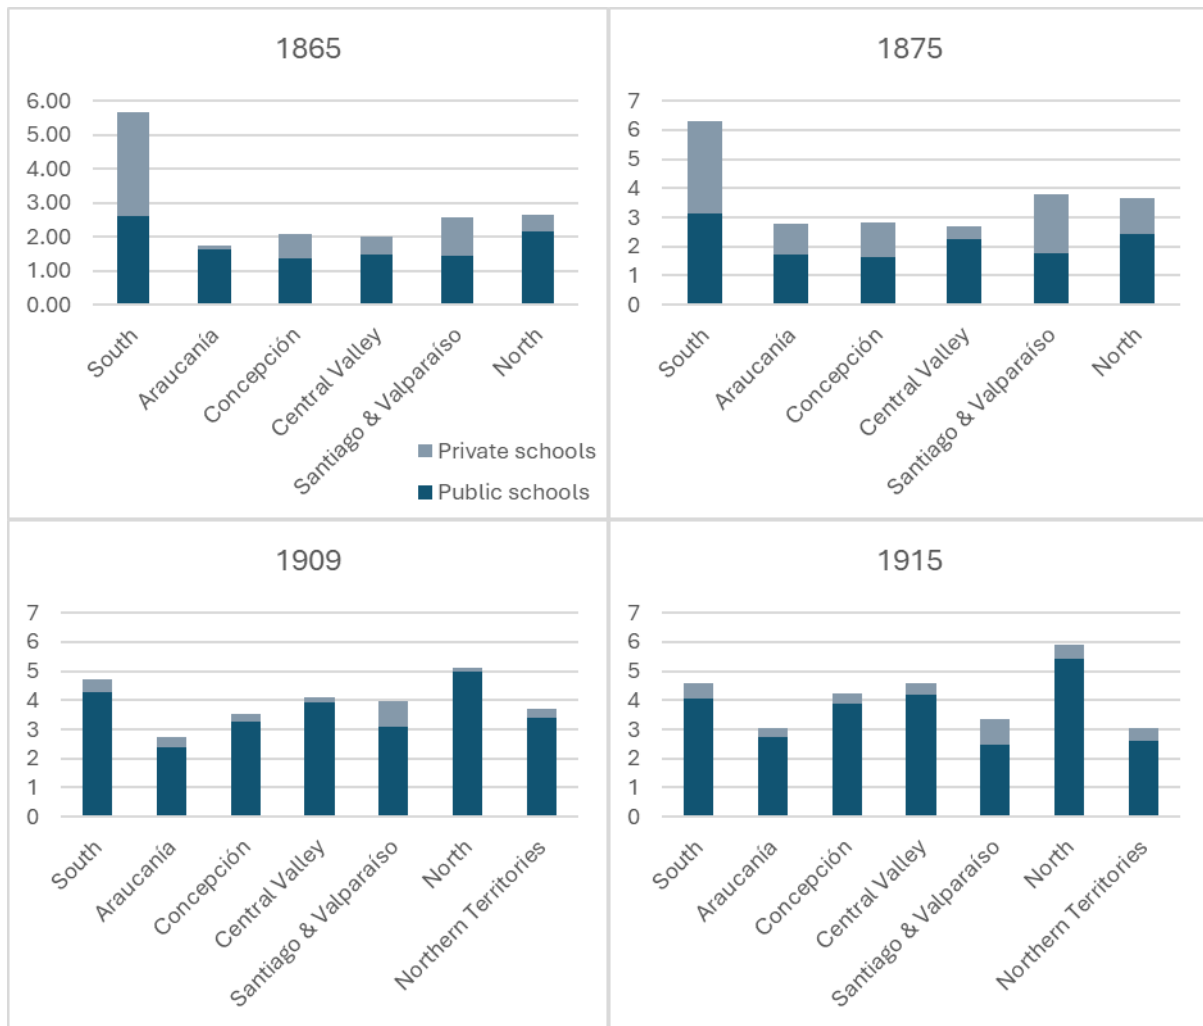 1865
6.00
5.00
4.00
3.00
2.00
1.00
0.00
South
Araucanía
Concepción
Central Valley
Santiago & Valparaíso
North
Private schools
Public schools
1875
7
6
5
4
3
2
1
0
South
Araucanía
Concepción
Central Valley
Santiago & Valparaíso
North
1909
7
6
5
4
3
2
1
0
South
Araucanía
Concepción
Central Valley
Santiago & Valparaíso
North
Northern Territories
1915
7
6
5
4
3
2
1
0
South
Araucanía
Concepción
Central Valley
Santiago & Valparaíso
North
Northern Territories